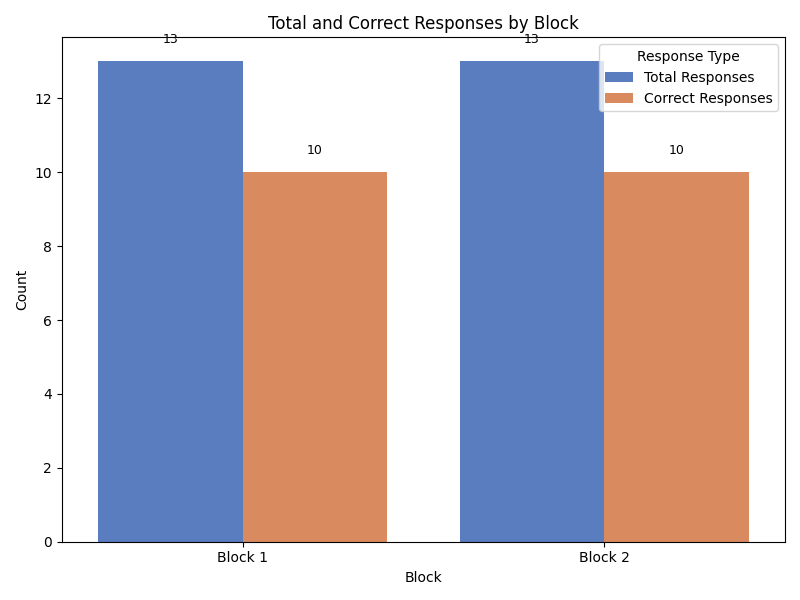 Total and Correct Responses by Block
13
13
Response Type
Total Responses
Correct Responses
12
10
10
10
8
6
4
2
0
Count
Block 1
Block 2
Block